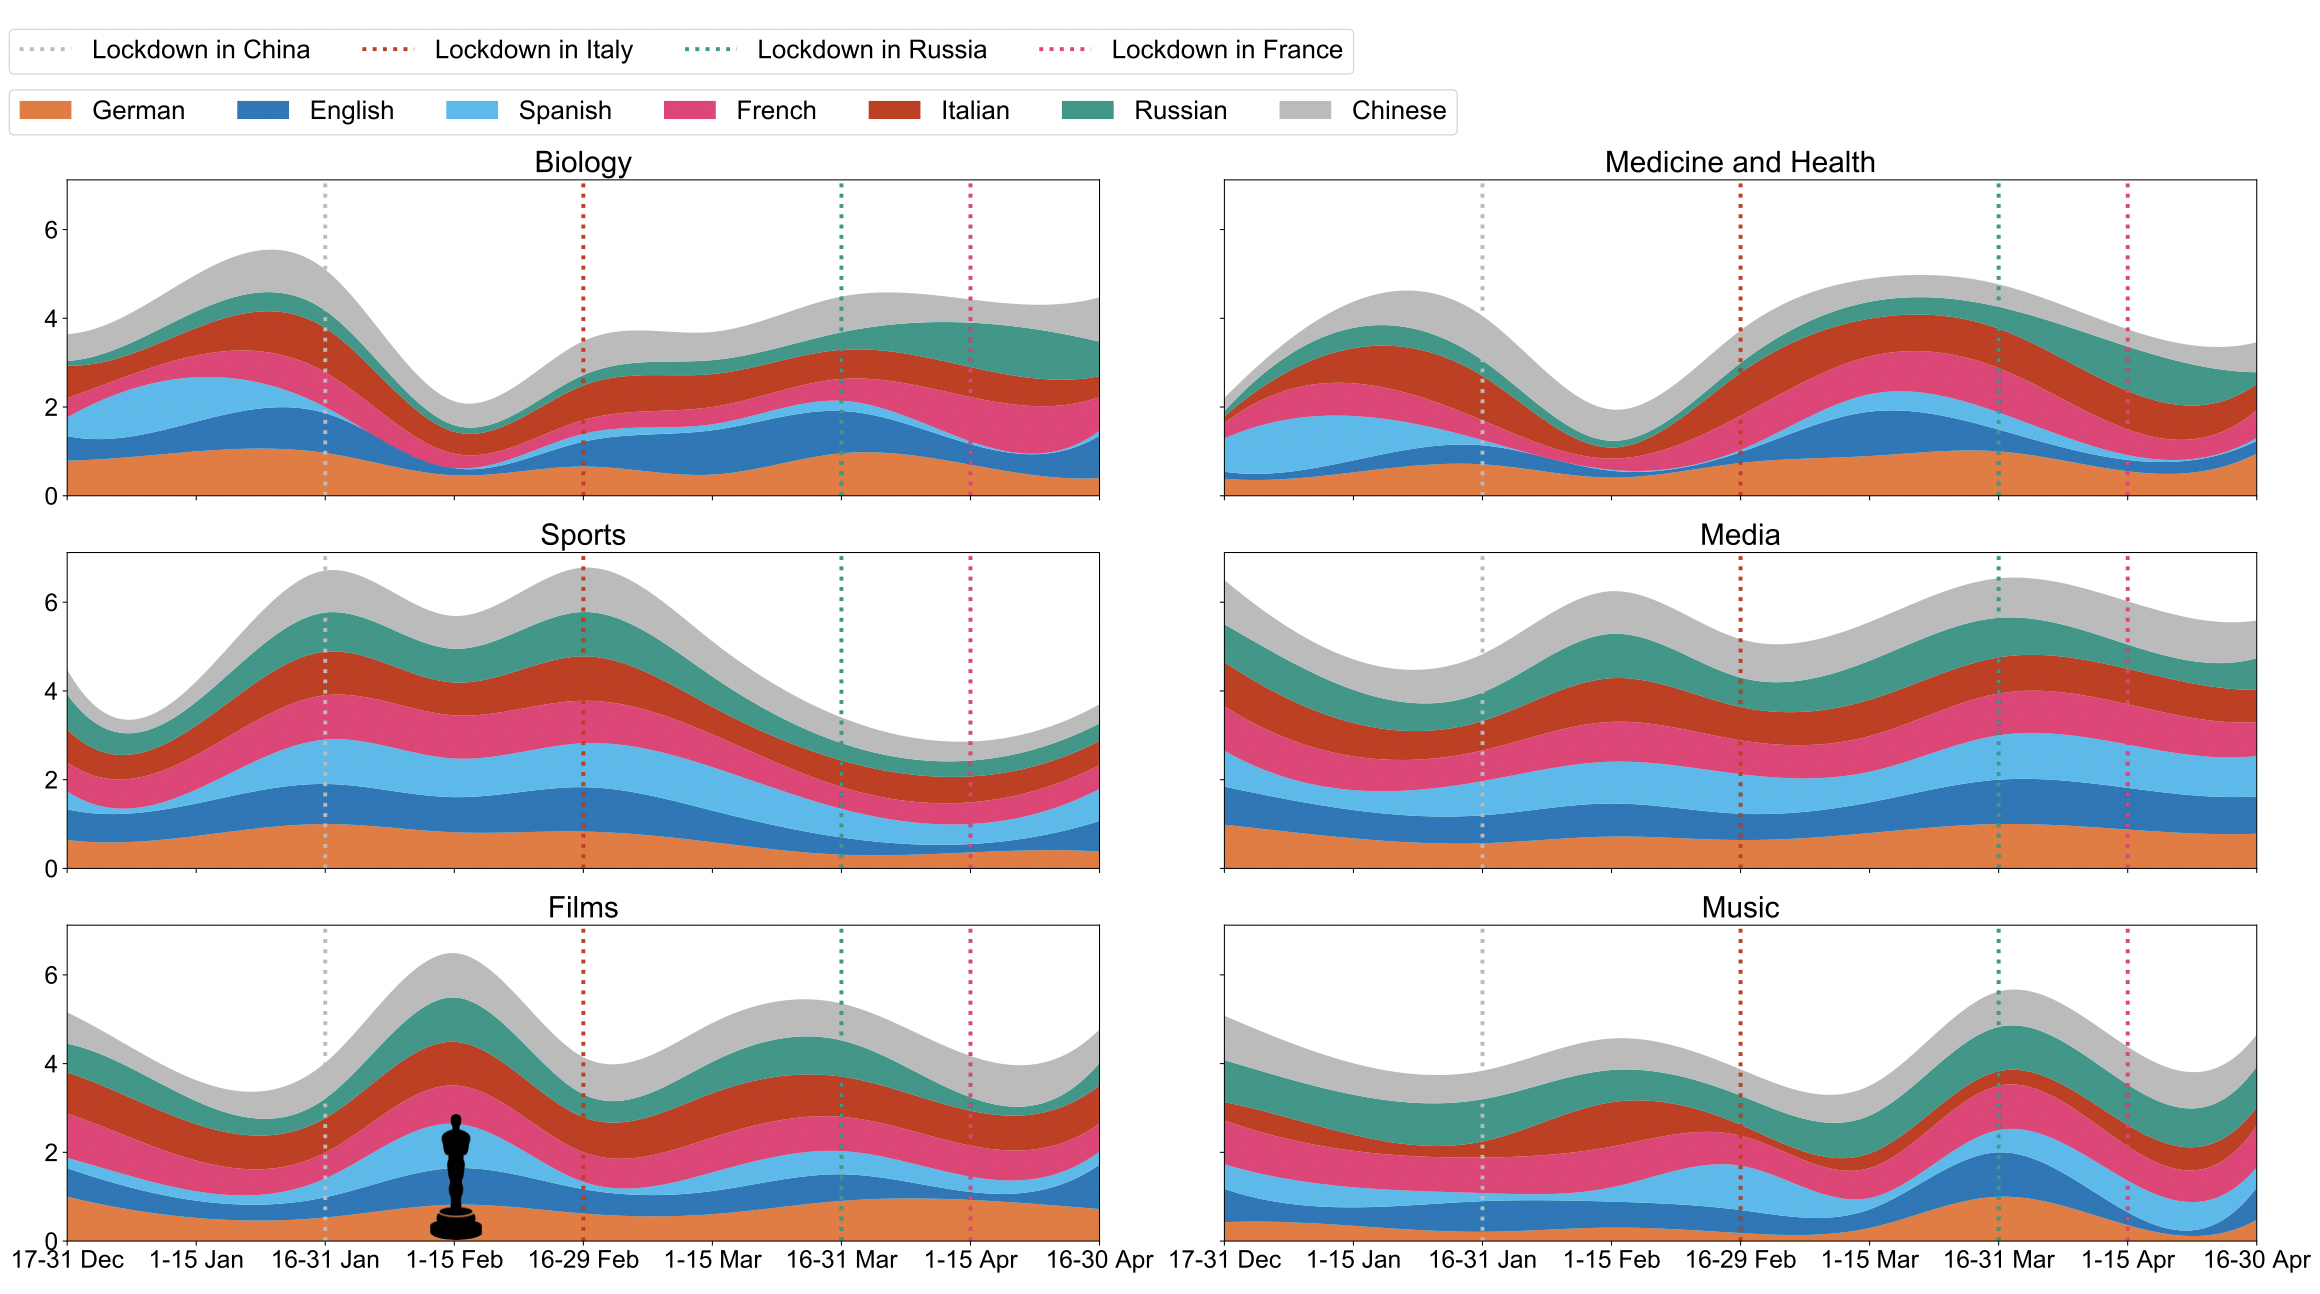 Lockdown in China Lockdown in Italy Lockdown in Russia Lockdown in France
German English Spanish French Italian Russian Chinese
Biology Medicine and Health
6
4
2
0
Sports Media
6
4
2
0
Films Music
6
4
2
0
17-31 Dec 1-15 Jan 16-31 Jan 1-15 Feb 16-29 Feb 1-15 Mar 16-31 Mar 1-15 Apr 16-30 Apr 17-31 Dec 1-15 Jan 16-31 Jan 1-15 Feb 16-29 Feb 1-15 Mar 16-31 Mar 1-15 Apr 16-30 Apr